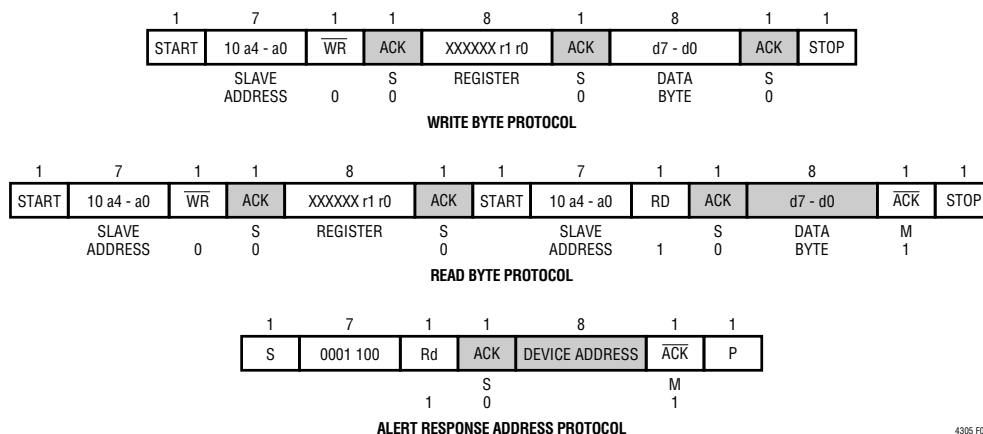 1 7 1 1 8 1 8 1 1
START 10 a4 - a0 WR ACK XXXXXX r1 r0 ACK d7 - d0 ACK STOP
SLAVE S REGISTER S DATA S
ADDRESS 0 0 0 BYTE 0
WRITE BYTE PROTOCOL
1 7 1 1 8 1 1 7 1 1 8 1 1
START 10 a4 - a0 WR ACK XXXXXX r1 r0 ACK START 10 a4 - a0 RD ACK d7 - d0 ACK STOP
SLAVE S REGISTER S SLAVE S DATA M
ADDRESS 0 0 0 ADDRESS 1 0 BYTE 1
READ BYTE PROTOCOL
1 7 1 1 8 1 1
S 0001 100 Rd ACK DEVICE ADDRESS ACK P
S M
1 0 1
ALERT RESPONSE ADDRESS PROTOCOL
4305